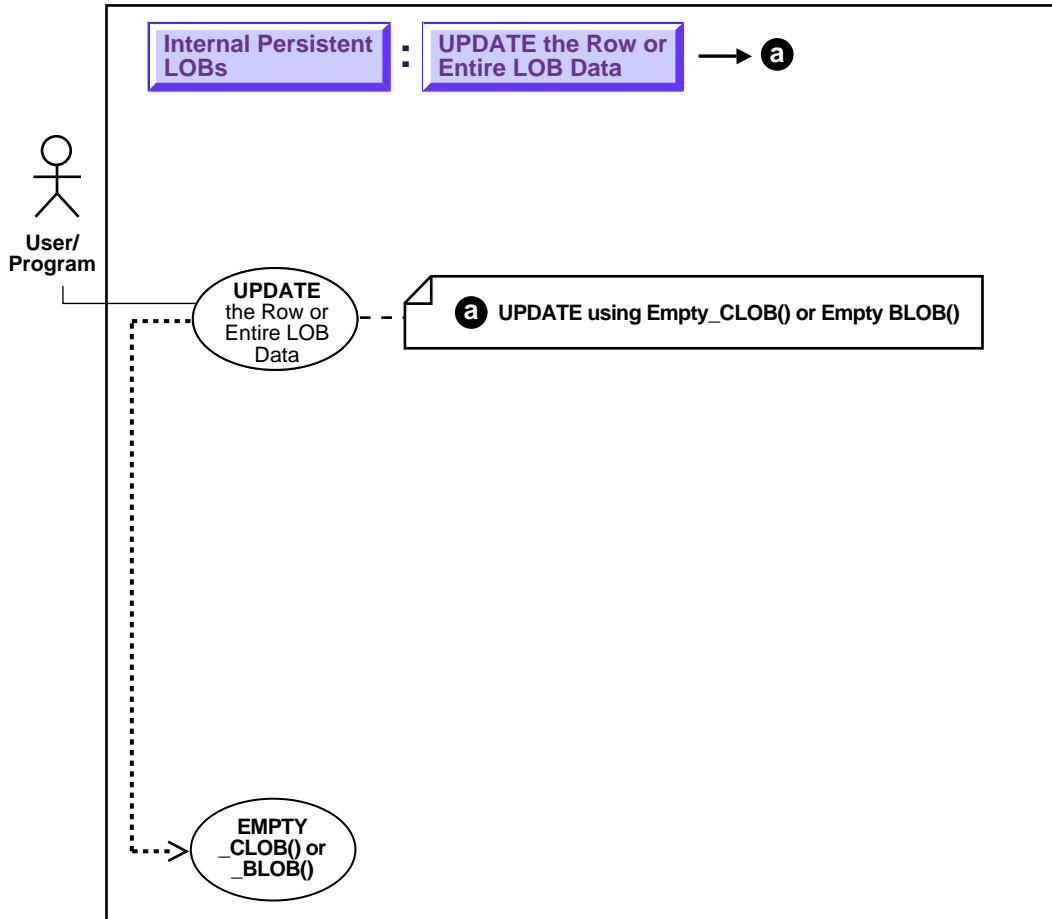 Internal Persistent
LOBs
:
UPDATE the Row or
Entire LOB Data
a
User/
Program
UPDATE
the Row or
Entire LOB
Data
a UPDATE using Empty_CLOB() or Empty BLOB()
EMPTY
_CLOB() or
_BLOB()